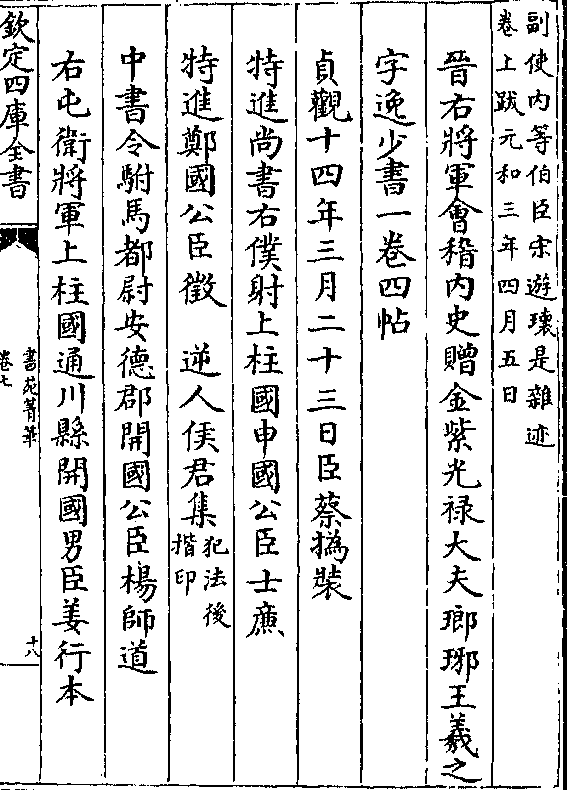 副使内等伯臣宋遊瓌是雜迹
卷上跋元和三年四月五日
晉右將軍會稽内史贈金紫光禄大夫瑯琊王羲之
字逸少書一卷四帖
貞觀十四年三月二十三日臣蔡撝裝
特進尚書右僕射上柱國申國公臣士廉
特進鄭國公臣徵 逆人侯君集犯法後
揩印
中書令駙馬都尉安德郡開國公臣楊師道
右屯衛將軍上柱國通川縣開國男臣姜行本
欽定四庫全書
書苑菁華
卷七
十八